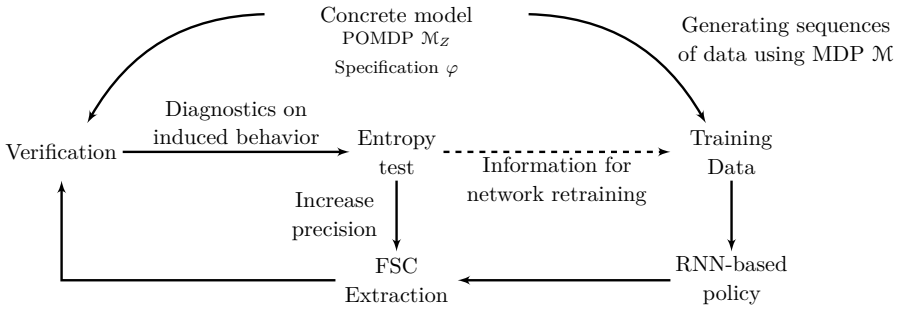 Concrete model
POMDP ℳ_Z
Specification φ
Generating sequences
of data using MDP ℳ
Diagnostics on
induced behavior
Verification
Entropy
test
Information for
network retraining
Training
Data
Increase
precision
FSC
Extraction
RNN-based
policy